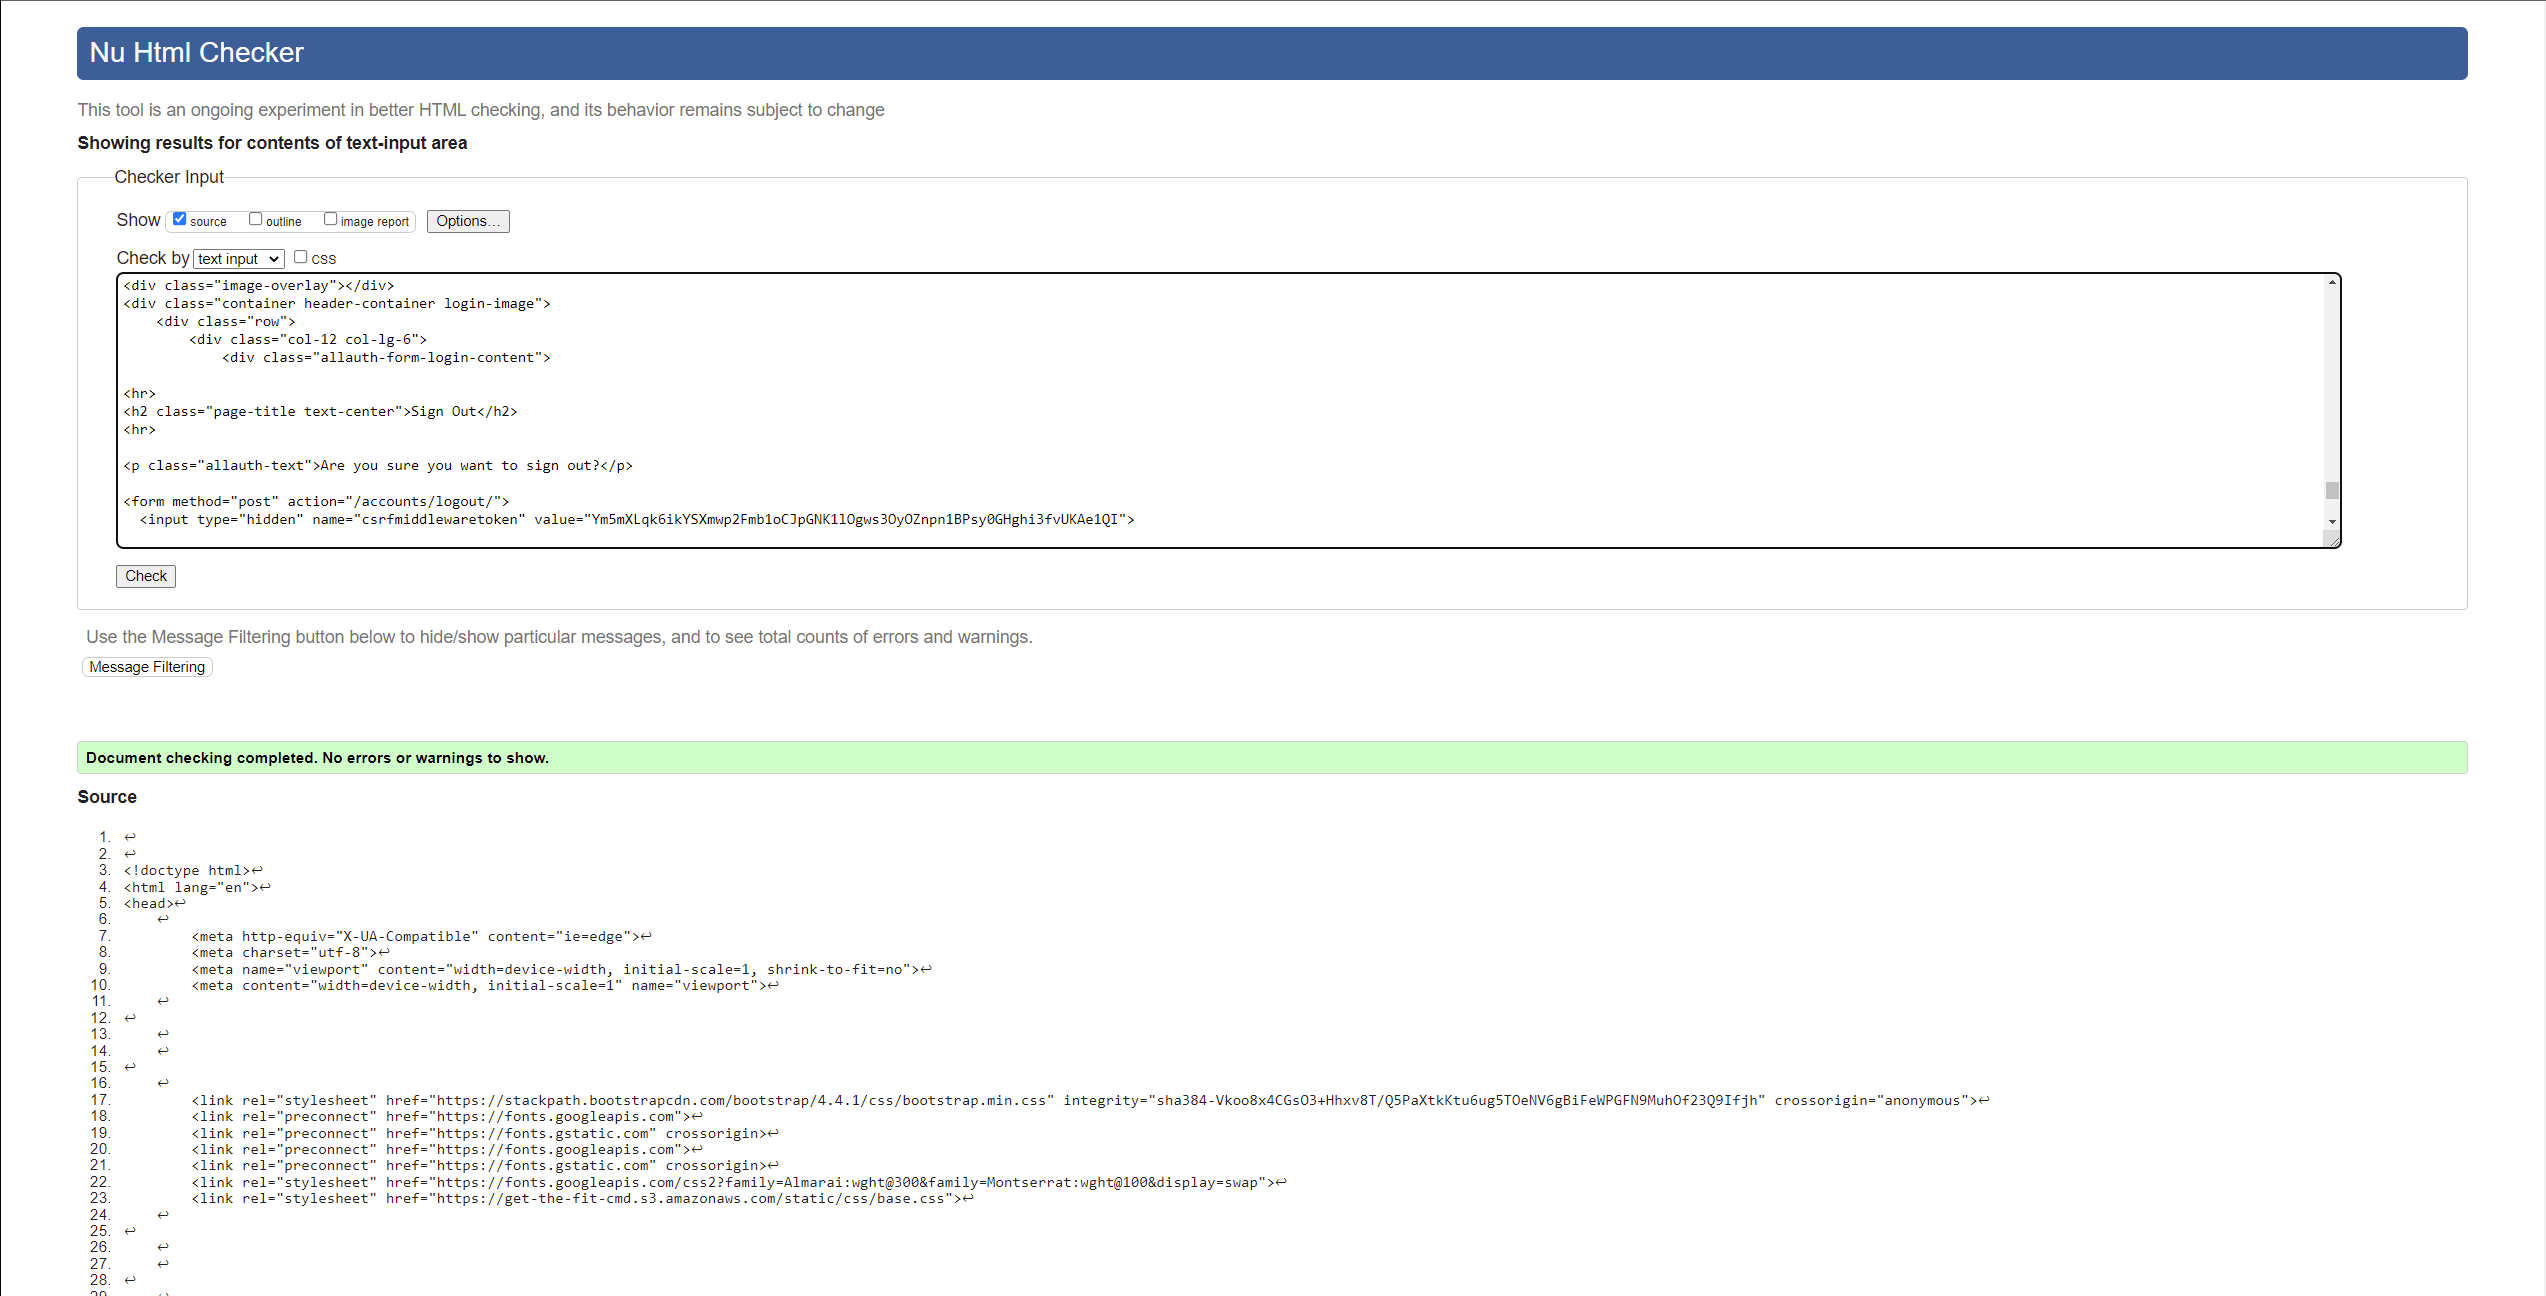 Nu Html Checker
This tool is an ongoing experiment in better HTML checking, and its behavior remains subject to change
Showing results for contents of text-input area
Checker Input
Show source outline image report Options...
Check by text input CSS
<div class="image-overlay"></div>
<div class="container header-container login-image">
<div class="row">
<div class="col-12 col-lg-6">
<div class="allauth-form-login-content">
<hr>
<h2 class="page-title text-center">Sign Out</h2>
<hr>
<p class="allauth-text">Are you sure you want to sign out?</p>
<form method="post" action="/accounts/logout/">
<input type="hidden" name="csrfmiddlewaretoken" value="Ym5mXLqk6ikYSXmwp2Fmb1oCJpGNK1lOgws3OyOZnpn1BPsy0GHghi3fvUKAe1QI">
Check
Use the Message Filtering button below to hide/show particular messages, and to see total counts of errors and warnings.
Message Filtering
Document checking completed. No errors or warnings to show.
Source
1. ↩
2. ↩
3. <!doctype html>↩
4. <html lang="en">↩
5. <head>↩
6. ↩
7. <meta http-equiv="X-UA-Compatible" content="ie=edge">↩
8. <meta charset="utf-8">↩
9. <meta name="viewport" content="width=device-width, initial-scale=1, shrink-to-fit=no">↩
10. <meta content="width=device-width, initial-scale=1" name="viewport">↩
11. ↩
12. ↩
13. ↩
14. ↩
15. ↩
16. ↩
17. <link rel="stylesheet" href="https://stackpath.bootstrapcdn.com/bootstrap/4.4.1/css/bootstrap.min.css" integrity="sha384-Vkoo8x4CGsO3+Hhxv8T/Q5PaXtkKtu6ug5TOeNV6gBiFeWPGFN9MuhOf23Q9Ifjh" crossorigin="anonymous">↩
18. <link rel="preconnect" href="https://fonts.googleapis.com">↩
19. <link rel="preconnect" href="https://fonts.gstatic.com" crossorigin>↩
20. <link rel="preconnect" href="https://fonts.googleapis.com">↩
21. <link rel="preconnect" href="https://fonts.gstatic.com" crossorigin>↩
22. <link rel="stylesheet" href="https://fonts.googleapis.com/css2?family=Almarai:wght@300&family=Montserrat:wght@100&display=swap">↩
23. <link rel="stylesheet" href="https://get-the-fit-cmd.s3.amazonaws.com/static/css/base.css">↩
24. ↩
25. ↩
26. ↩
27. ↩
28. ↩